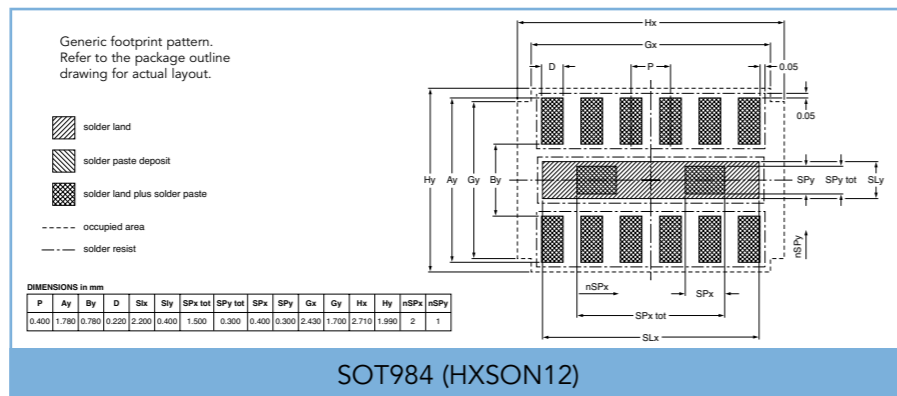 Generic footprint pattern.
Refer to the package outline
drawing for actual layout.
solder land
solder paste deposit
solder land plus solder paste
occupied area
solder resist
Hx
Gx
D
P
0.05
0.05
Hy
Ay
Gy
By
SPy
SPy tot
SLy
nSPy
nSPx
SPx
SPx tot
SLx
DIMENSIONS in mm
P Ay By D Slx Sly SPx tot SPy tot SPx SPy Gx Gy Hx Hy nSPx nSPy
0.400 1.780 0.780 0.220 2.200 0.400 1.500 0.300 0.400 0.300 2.430 1.700 2.710 1.990 2 1
SOT984 (HXSON12)